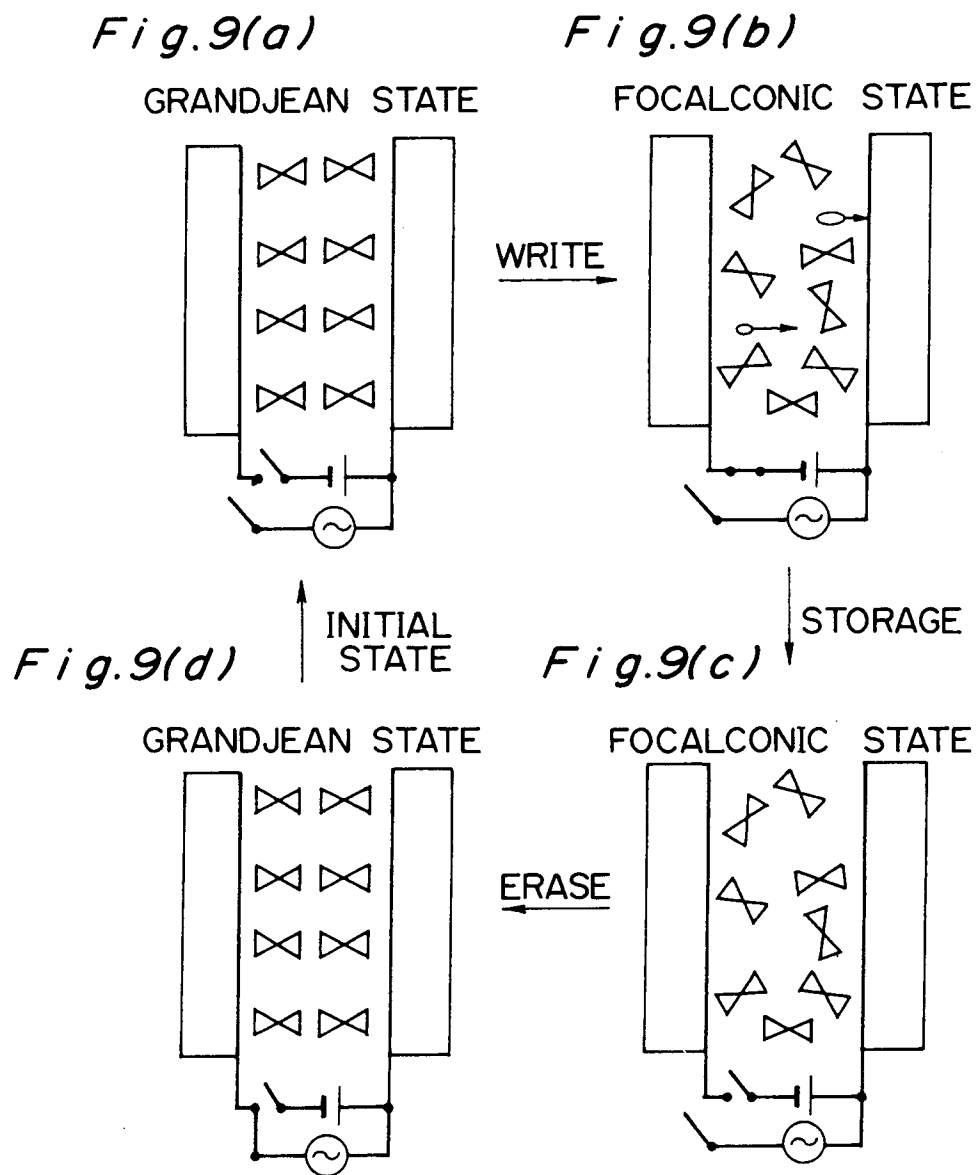 Fig.9(a)
Fig.9(b)
GRANDJEAN STATE
FOCALCONIC STATE
WRITE
INITIAL
STATE
STORAGE
Fig.9(d)
Fig.9(c)
GRANDJEAN STATE
FOCALCONIC STATE
ERASE